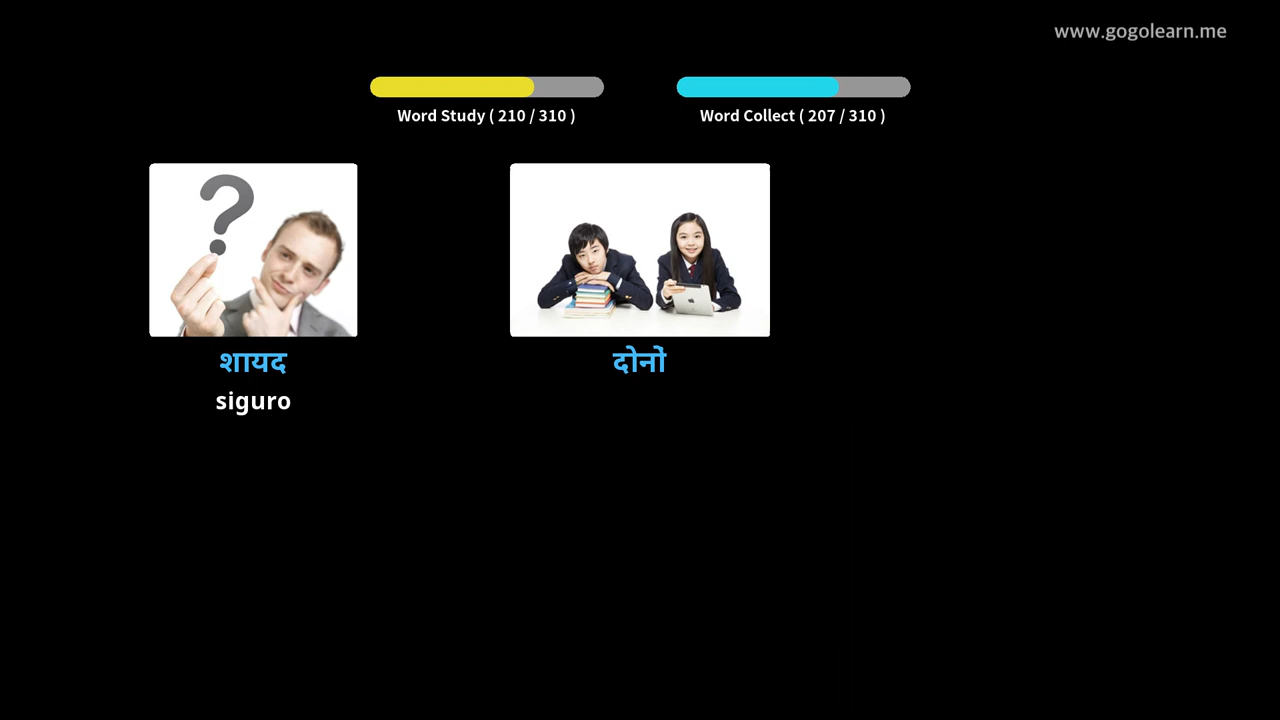 www.gogolearn.me
Word Study ( 210 / 310 )
Word Collect ( 207 / 310 )
?
शायद
दोनों
siguro